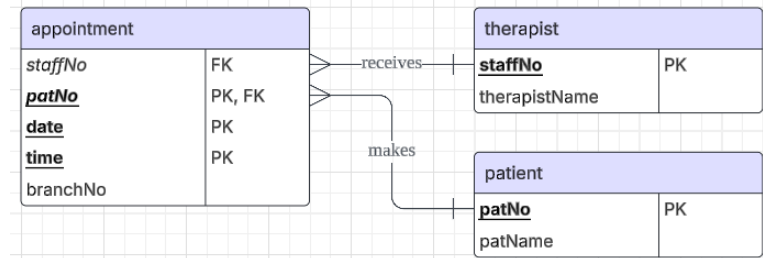 appointment
staffNo FK
patNo PK, FK
date PK
time PK
branchNo
receives
makes
therapist
staffNo PK
therapistName
patient
patNo PK
patName